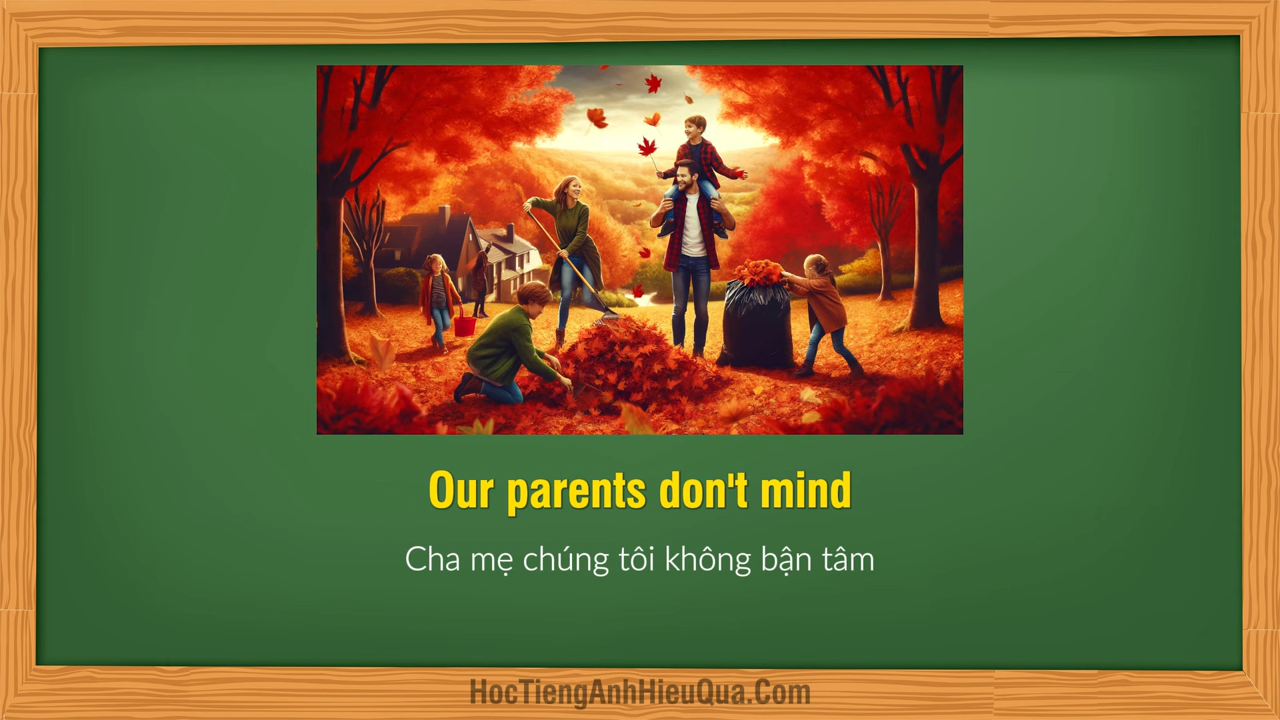 Our parents don't mind
Cha mẹ chúng tôi không bận tâm
HocTiengAnhHieuQua.Com